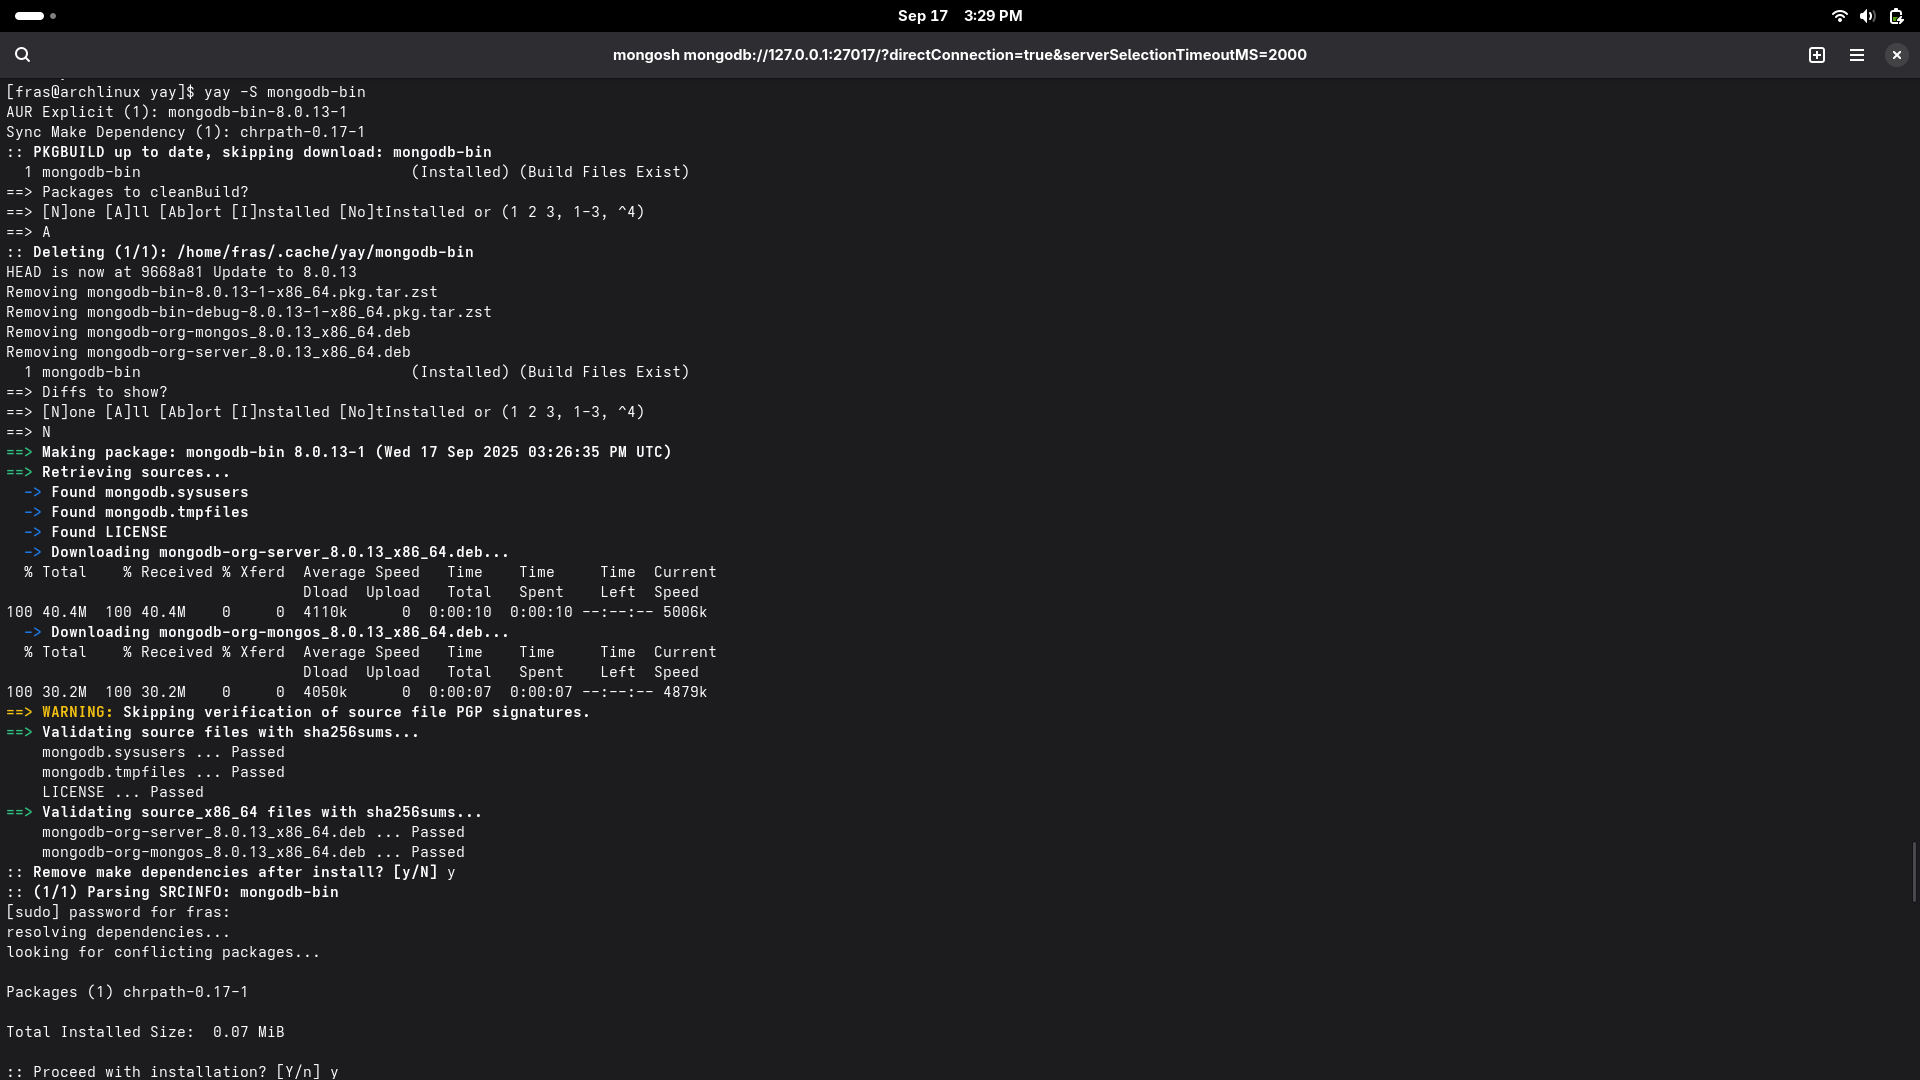 Sep 17 3:29 PM
mongosh mongodb://127.0.0.1:27017/?directConnection=true&serverSelectionTimeoutMS=2000
[fras@archlinux yay]$ yay -S mongodb-bin
AUR Explicit (1): mongodb-bin-8.0.13-1
Sync Make Dependency (1): chrpath-0.17-1
:: PKGBUILD up to date, skipping download: mongodb-bin
  1 mongodb-bin                              (Installed) (Build Files Exist)
==> Packages to cleanBuild?
==> [N]one [A]ll [Ab]ort [I]nstalled [No]tInstalled or (1 2 3, 1-3, ^4)
==> A
:: Deleting (1/1): /home/fras/.cache/yay/mongodb-bin
HEAD is now at 9668a81 Update to 8.0.13
Removing mongodb-bin-8.0.13-1-x86_64.pkg.tar.zst
Removing mongodb-bin-debug-8.0.13-1-x86_64.pkg.tar.zst
Removing mongodb-org-mongos_8.0.13_x86_64.deb
Removing mongodb-org-server_8.0.13_x86_64.deb
  1 mongodb-bin                              (Installed) (Build Files Exist)
==> Diffs to show?
==> [N]one [A]ll [Ab]ort [I]nstalled [No]tInstalled or (1 2 3, 1-3, ^4)
==> N
==> Making package: mongodb-bin 8.0.13-1 (Wed 17 Sep 2025 03:26:35 PM UTC)
==> Retrieving sources...
  -> Found mongodb.sysusers
  -> Found mongodb.tmpfiles
  -> Found LICENSE
  -> Downloading mongodb-org-server_8.0.13_x86_64.deb...
  % Total    % Received % Xferd  Average Speed   Time    Time     Time  Current
                                 Dload  Upload   Total   Spent    Left  Speed
100 40.4M  100 40.4M    0     0  4110k      0  0:00:10  0:00:10 --:--:-- 5006k
  -> Downloading mongodb-org-mongos_8.0.13_x86_64.deb...
  % Total    % Received % Xferd  Average Speed   Time    Time     Time  Current
                                 Dload  Upload   Total   Spent    Left  Speed
100 30.2M  100 30.2M    0     0  4050k      0  0:00:07  0:00:07 --:--:-- 4879k
==> WARNING: Skipping verification of source file PGP signatures.
==> Validating source files with sha256sums...
    mongodb.sysusers ... Passed
    mongodb.tmpfiles ... Passed
    LICENSE ... Passed
==> Validating source_x86_64 files with sha256sums...
    mongodb-org-server_8.0.13_x86_64.deb ... Passed
    mongodb-org-mongos_8.0.13_x86_64.deb ... Passed
:: Remove make dependencies after install? [y/N] y
:: (1/1) Parsing SRCINFO: mongodb-bin
[sudo] password for fras:
resolving dependencies...
looking for conflicting packages...
Packages (1) chrpath-0.17-1
Total Installed Size:  0.07 MiB
:: Proceed with installation? [Y/n] y